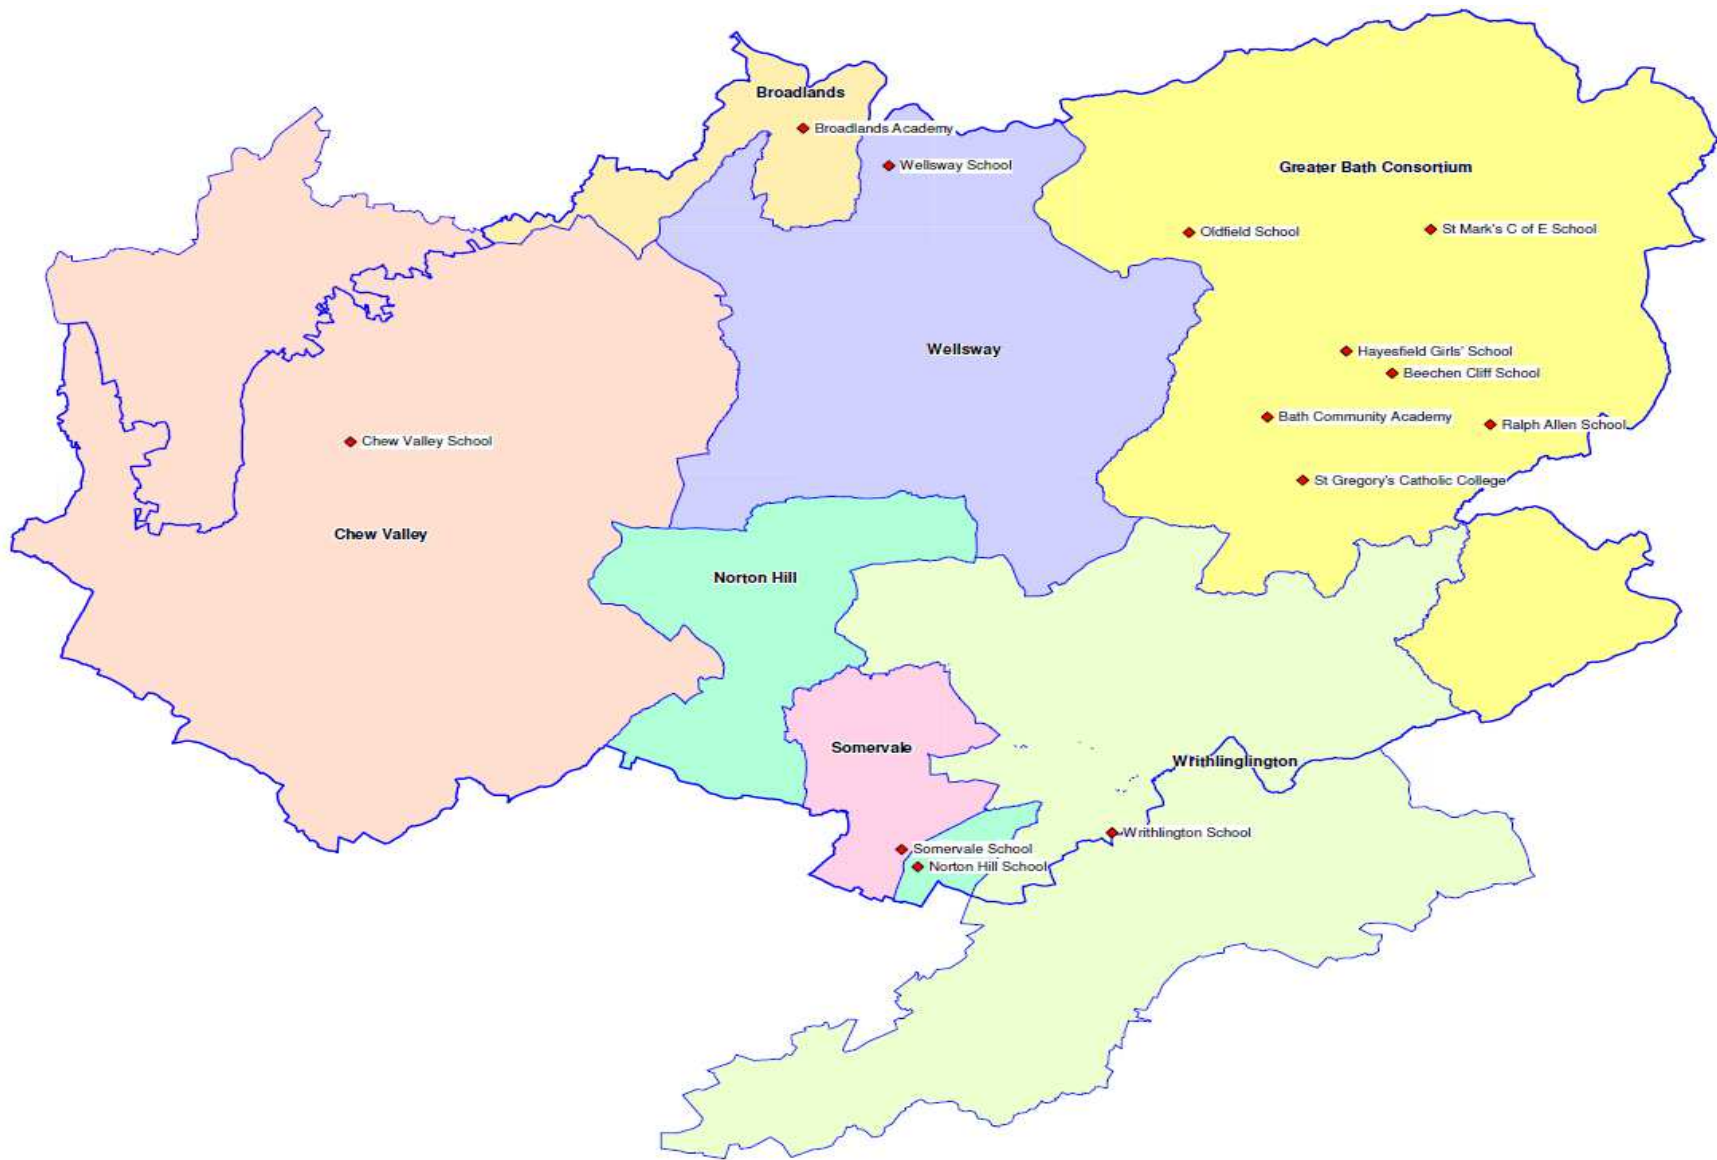 Broadlands
Broadlands Academy
Wellsway School
Greater Bath Consortium
Oldfield School
St Mark's C of E School
Wellsway
Hayesfield Girls' School
Beechen Cliff School
Bath Community Academy
Ralph Allen School
Chew Valley School
St Gregory's Catholic College
Chew Valley
Norton Hill
Somervale
Writhlinglington
Writhlington School
Somervale School
Norton Hill School